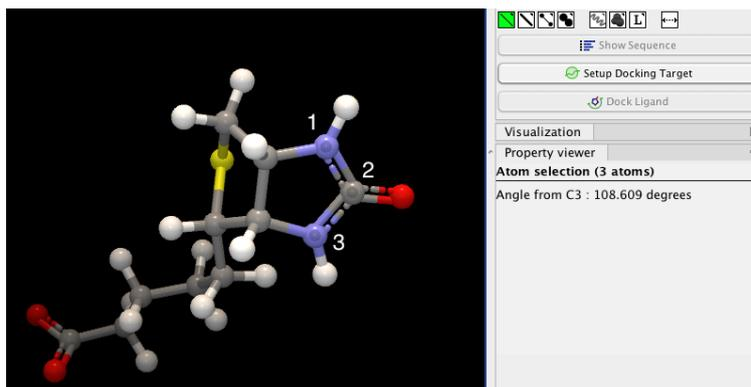 L
Show Sequence
Setup Docking Target
Dock Ligand
Visualization
Property viewer
Atom selection (3 atoms)
Angle from C3 : 108.609 degrees
1
2
3